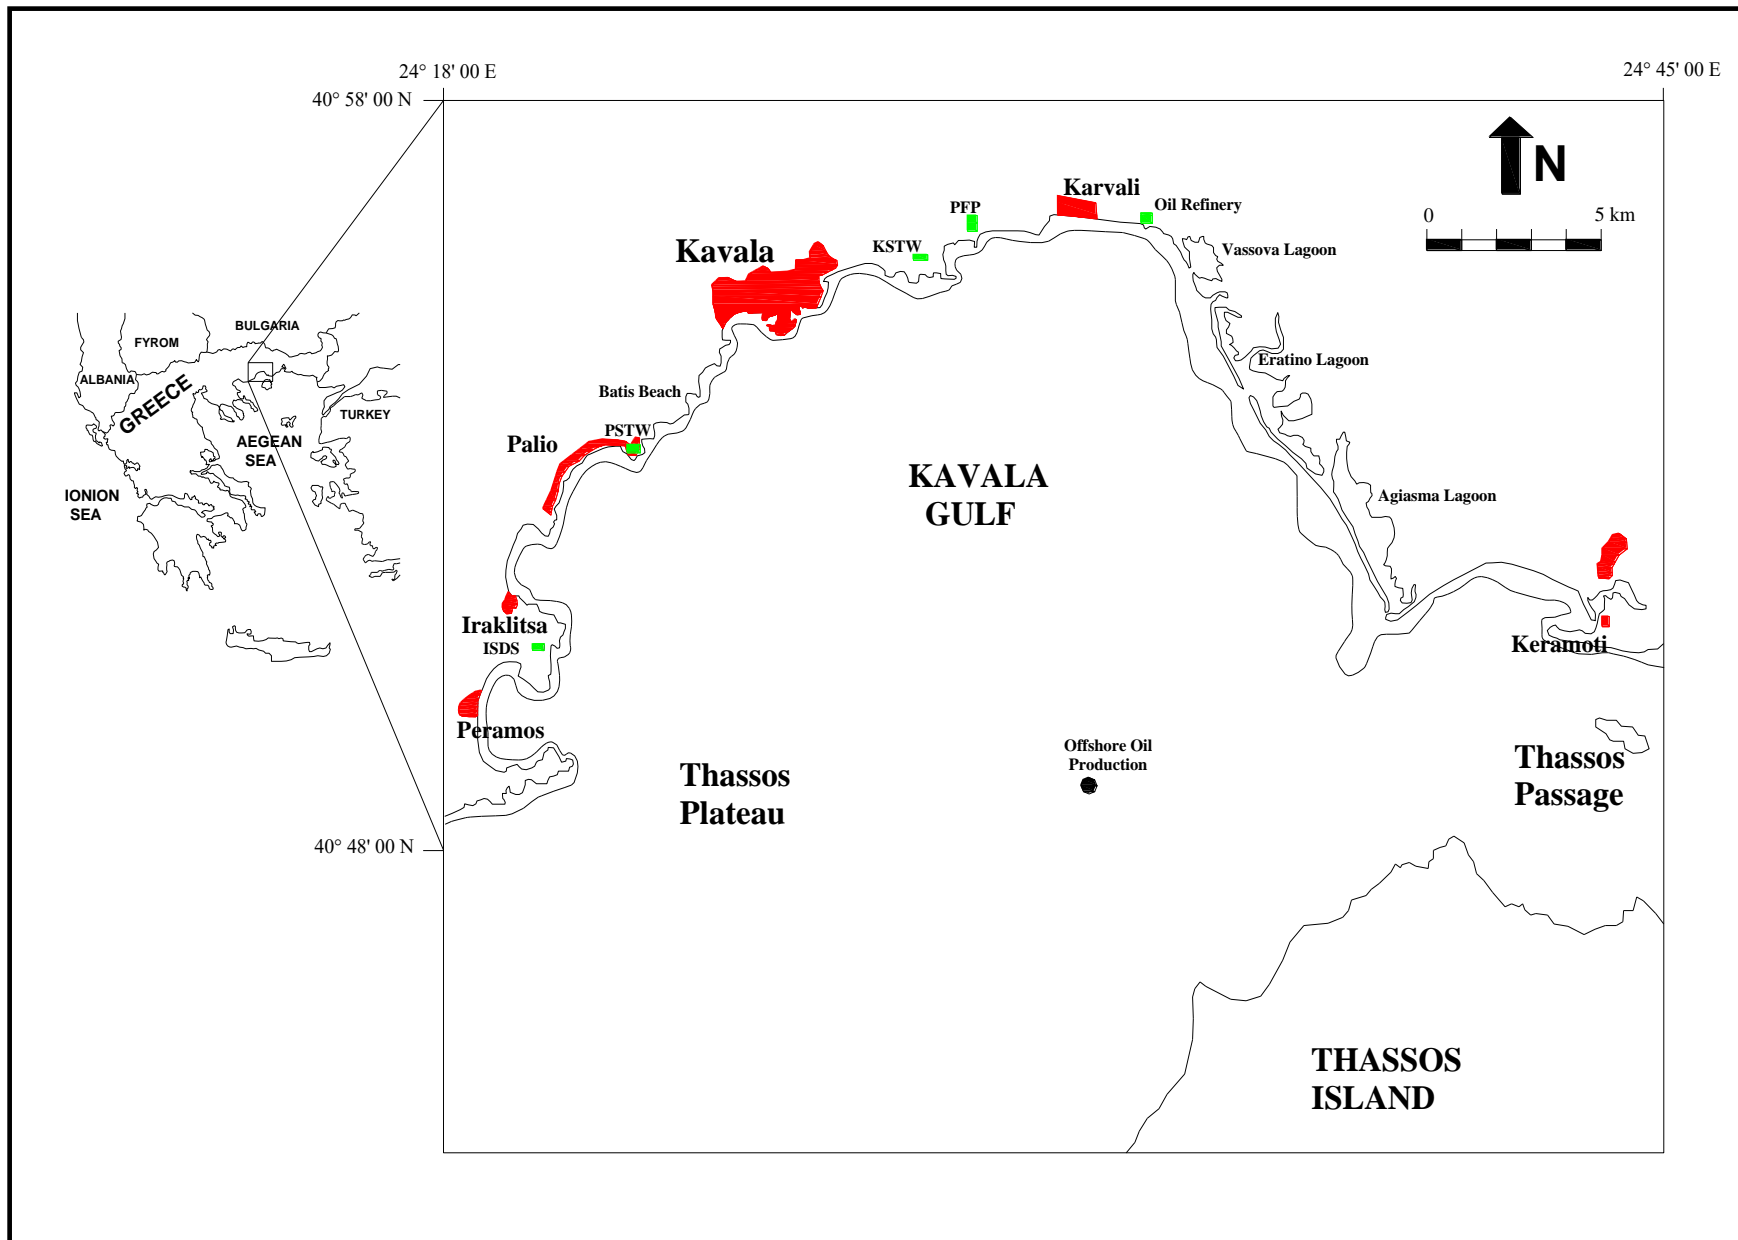 24° 18' 00 E
24° 45' 00 E
40° 58' 00 N
N
0
5 km
Karvali
PFP
Oil Refinery
Kavala
KSTW
Vassova Lagoon
BULGARIA
FYROM
Eratino Lagoon
ALBANIA
GREECE
Batis Beach
TURKEY
PSTW
Palio
AEGEAN
SEA
KAVALA
GULF
IONION
SEA
Agiasma Lagoon
Iraklitsa
ISDS
Keramoti
Peramos
Offshore Oil
Production
Thassos
Passage
Thassos
Plateau
40° 48' 00 N
THASSOS
ISLAND